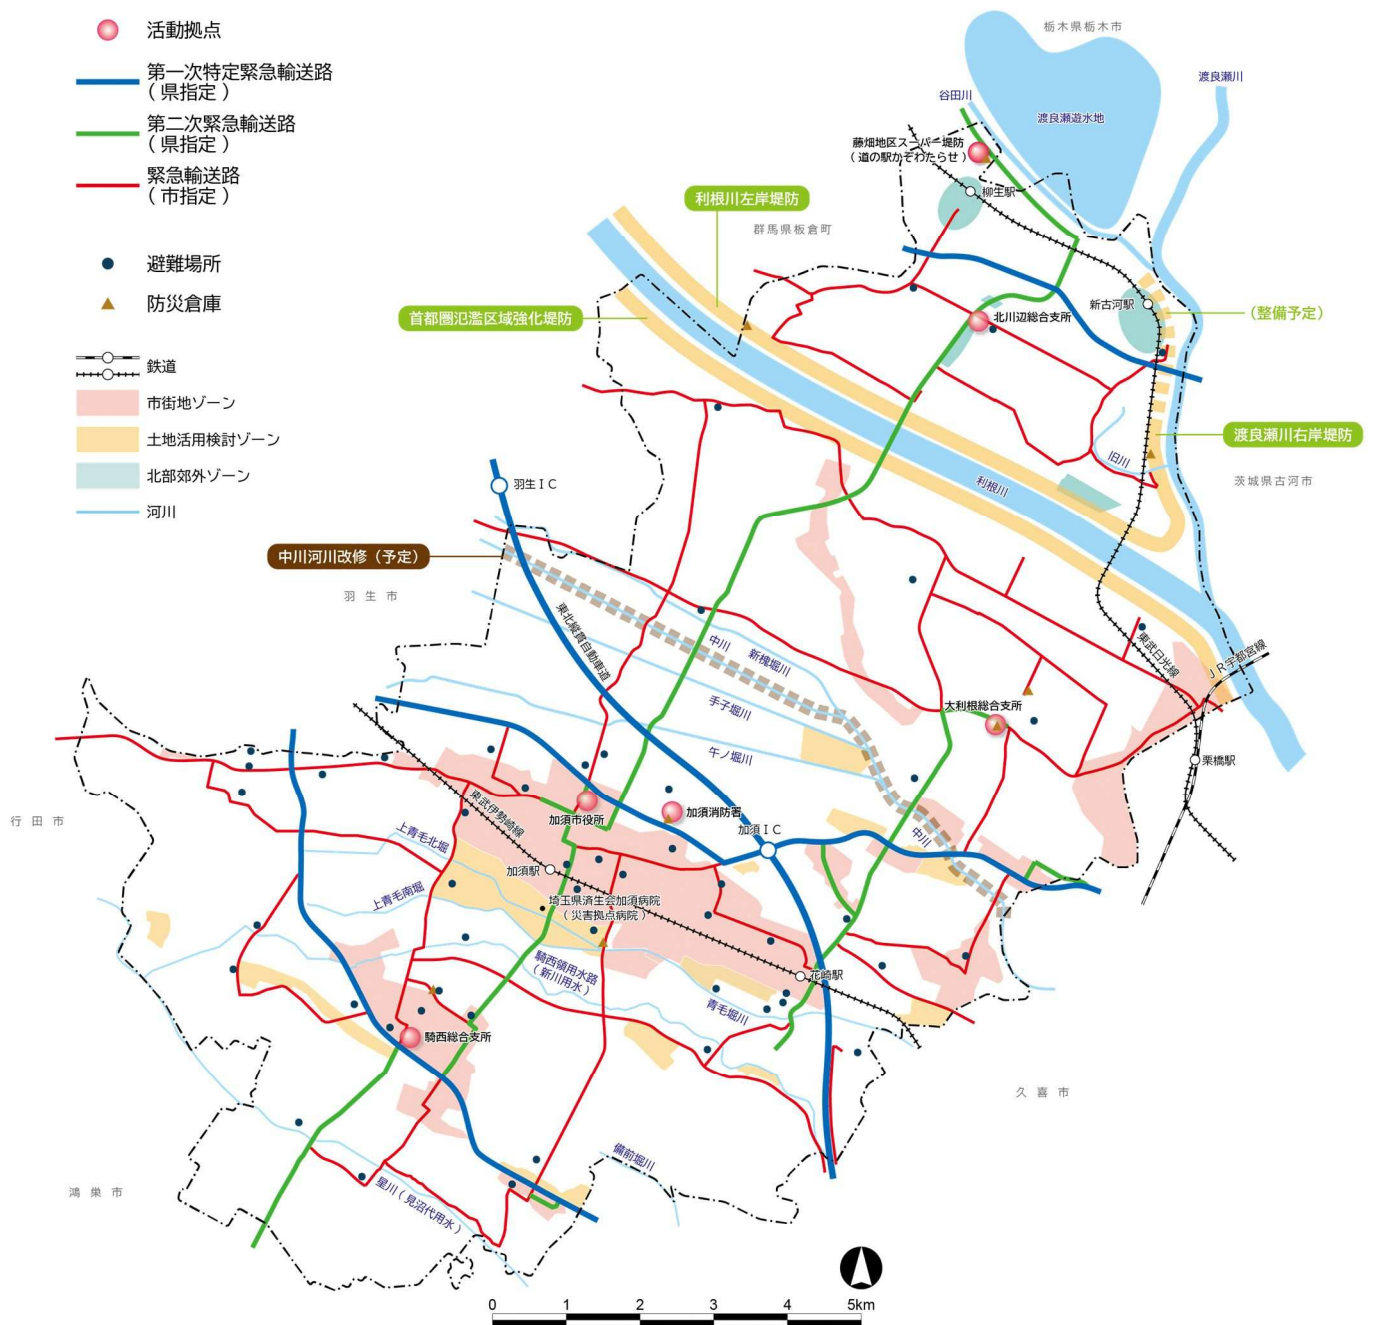 活動拠点
第一次特定緊急輸送路
（県指定）
第二次緊急輸送路
（県指定）
緊急輸送路
（市指定）
避難場所
防災倉庫
鉄道
市街地ゾーン
土地活用検討ゾーン
北部郊外ゾーン
河川
栃木県栃木市
渡良瀬川
谷田川
渡良瀬遊水地
藤畑地区スーパー堤防
（道の駅かぞわたらせ）
柳生駅
利根川左岸堤防
群馬県板倉町
新古河駅
（整備予定）
首都圏氾濫区域強化堤防
北川辺総合支所
渡良瀬川右岸堤防
旧川
茨城県古河市
利根川
羽生ＩＣ
中川河川改修（予定）
羽生市
東北縦貫自動車道
中川
新槐堀川
東武日光線
ＪＲ宇都宮線
手子堀川
大利根総合支所
午ノ堀川
栗橋駅
行田市
東武伊勢崎線
加須市役所
加須消防署
加須ＩＣ
中川
上青毛北堀
加須駅
上青毛南堀
埼玉県済生会加須病院
（災害拠点病院）
騎西領用水路
（新川用水）
花崎駅
青毛堀川
騎西総合支所
久喜市
備前堀川
鴻巣市
星川（見沼代用水）
0 1 2 3 4 5km